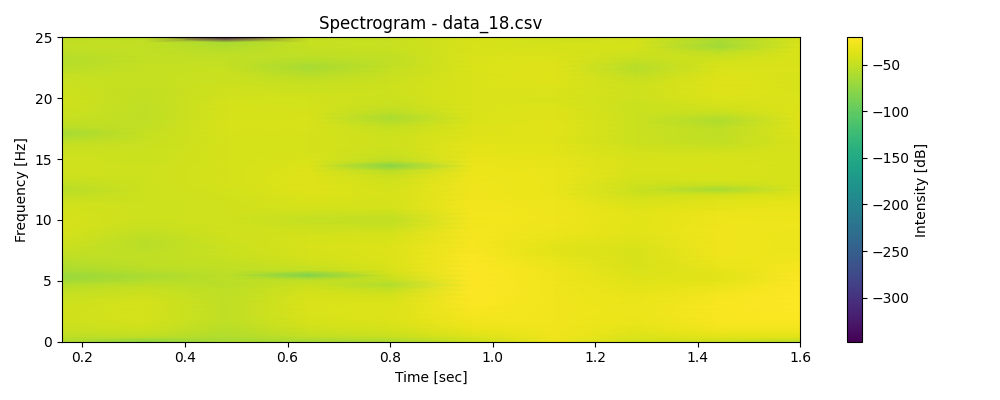 Spectrogram - data_18.csv
25
20
15
10
5
0
Frequency [Hz]
0.2 0.4 0.6 0.8 1.0 1.2 1.4 1.6
Time [sec]
−50
−100
−150
−200
−250
−300
Intensity [dB]